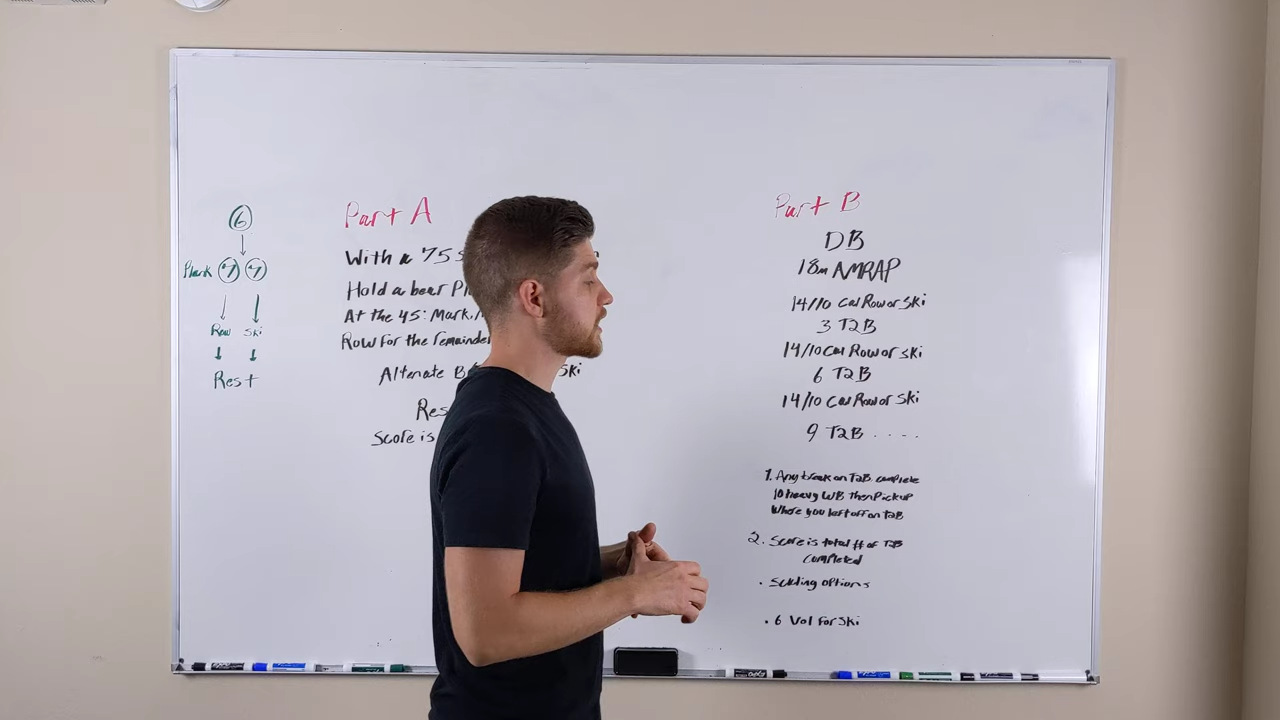 6
Plank 7 7
Row Ski
Rest
Part A
With a 75
Hold a bear Pl
At the 45: Mark,
Row for the remainder
Alternate B Ski
Res
Score is
Part B
DB
18m AMRAP
14/10 Cal Row or Ski
3 T2B
14/10 Cal Row or Ski
6 T2B
14/10 Cal Row or Ski
9 T2B ....
1. Any break on T2B complete
10 heavy WB then Pick up
Where you left off on T2B
2. Score is total # of T2B
Completed
. Scaling options
. 6 Vol for Ski
EXPO